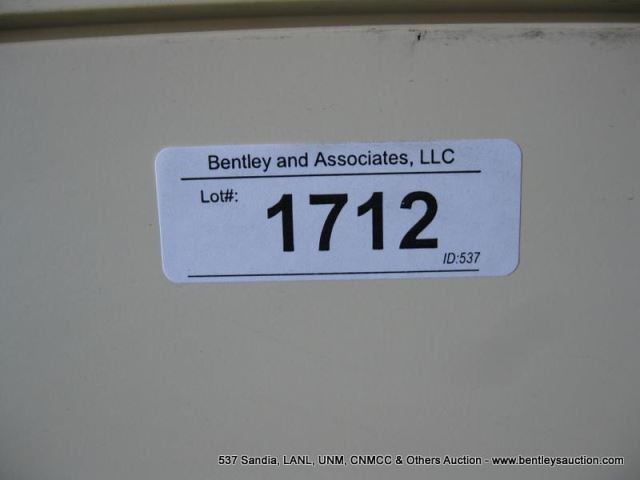 Bentley and Associates, LLC
Lot#: 1712
ID:537
537 Sandia, LANL, UNM, CNMCC & Others Auction - www.bentleysauction.com